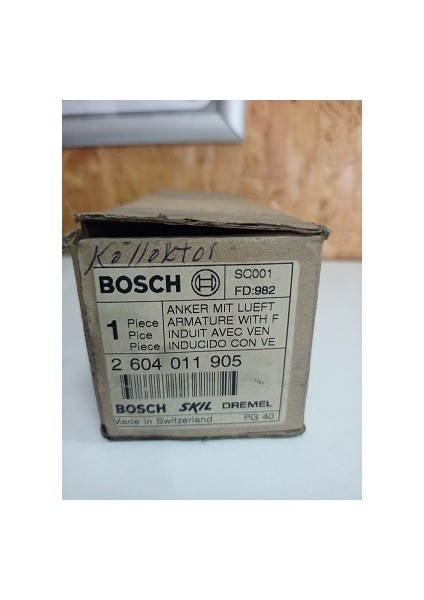 Kollektor
BOSCH
SC001
FD:982
1 Piece
Pice
Piece
ANKER MIT LUEFT
ARMATURE WITH F
INDUIT AVEC VEN
INDUCIDO CON VE
2 604 011 905
BOSCH SKIL DREMEL
Made in Switzerland PG 40